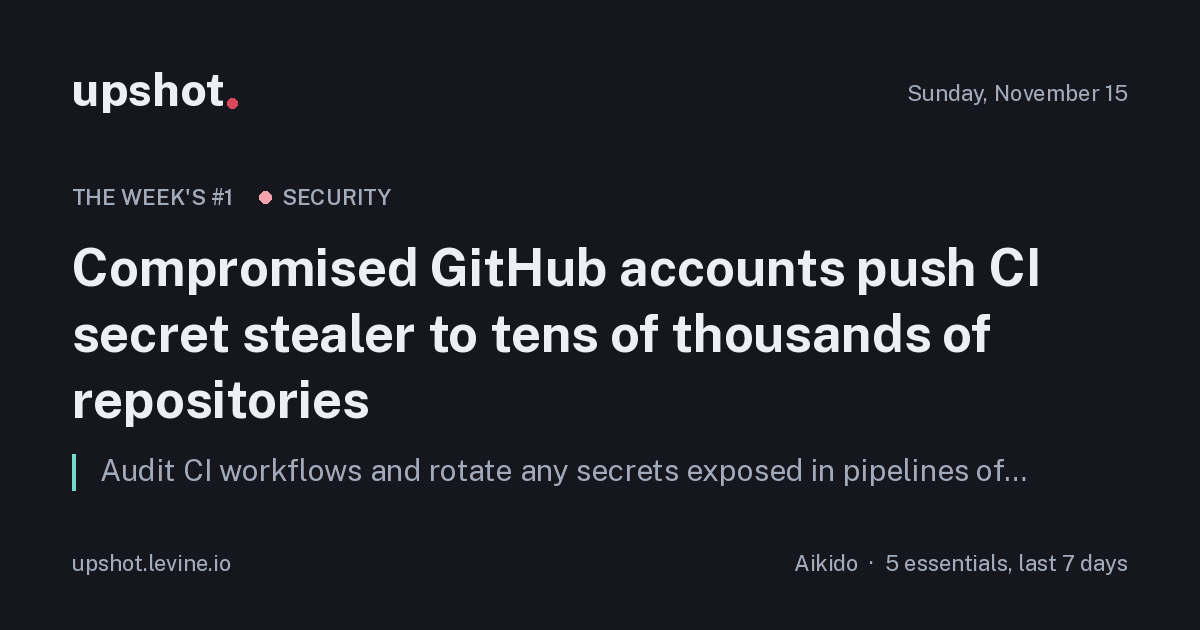 upshot.
Sunday, November 15
THE WEEK'S #1 SECURITY
Compromised GitHub accounts push CI
secret stealer to tens of thousands of
repositories
Audit CI workflows and rotate any secrets exposed in pipelines of...
upshot.levine.io
Aikido · 5 essentials, last 7 days